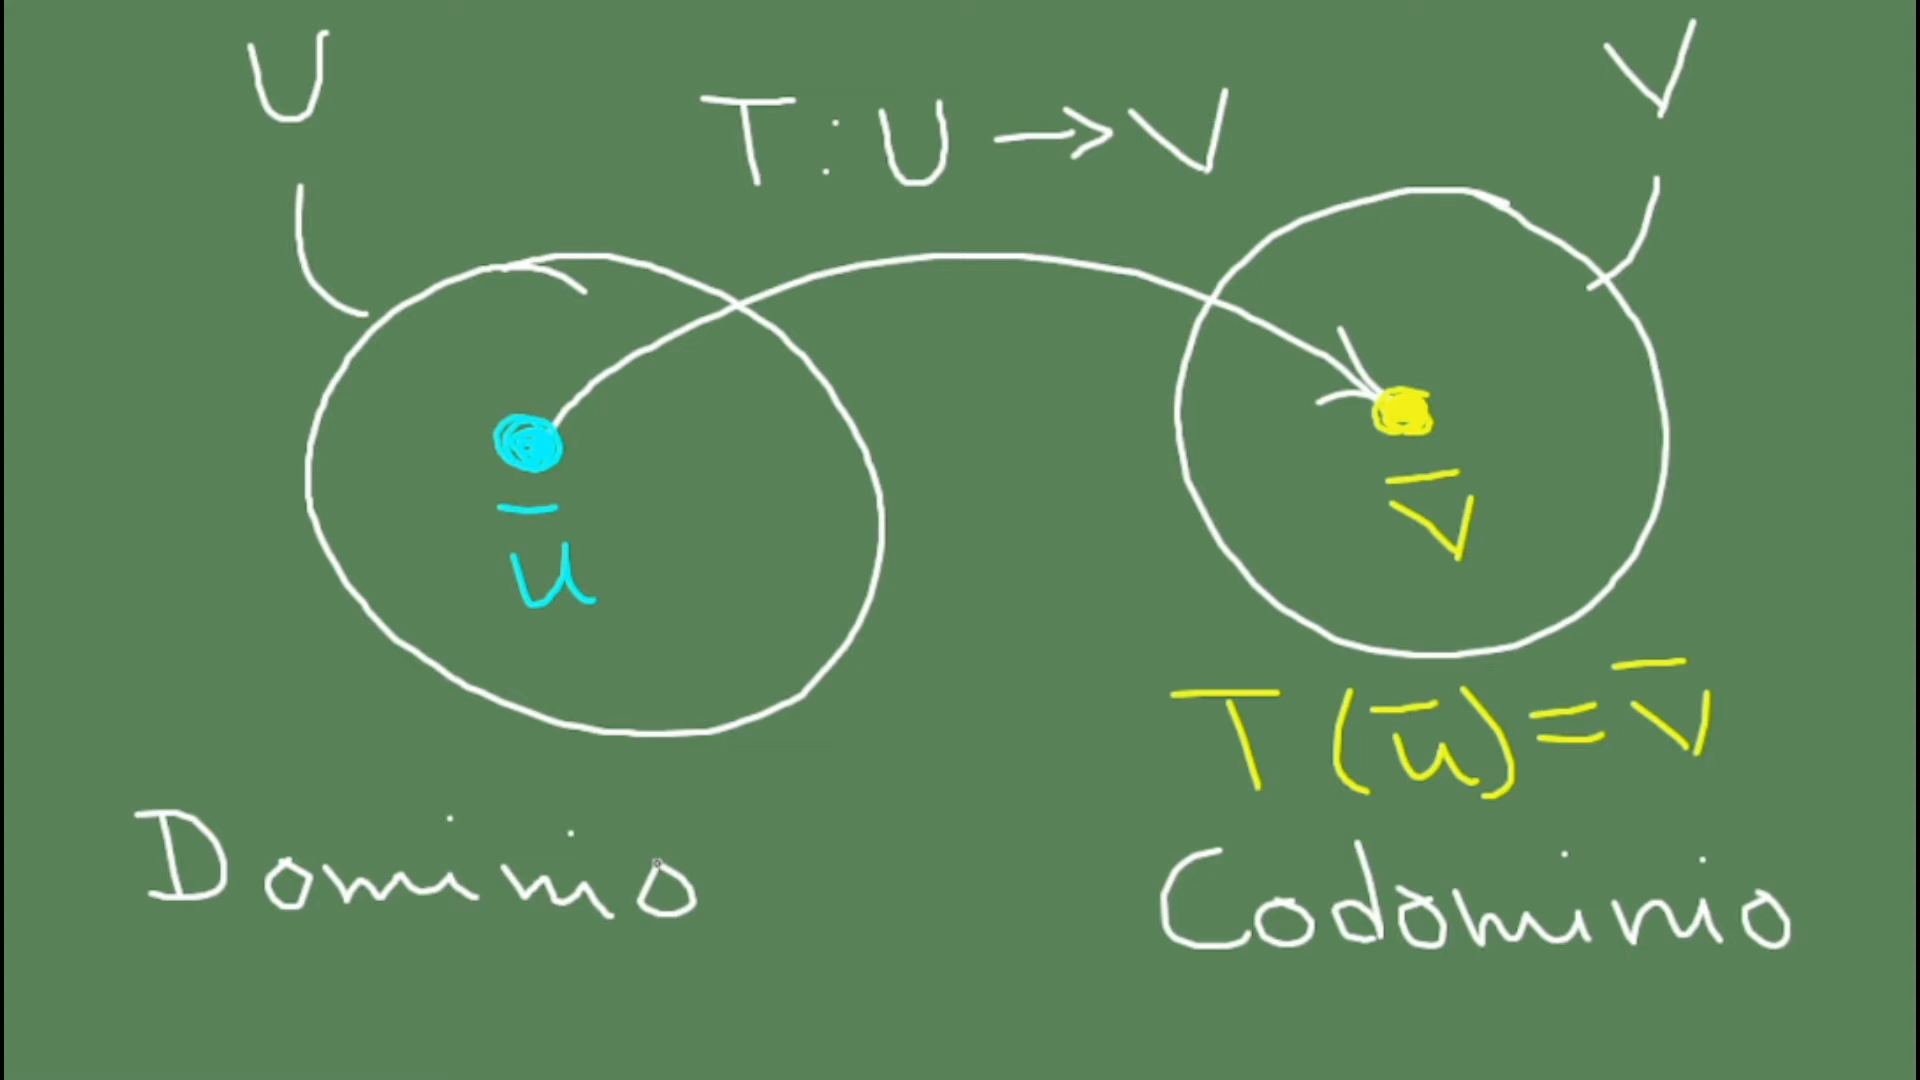 U
T : U → V
V
u̅
v̅
T(u̅) = v̅
Dominio
Codominio